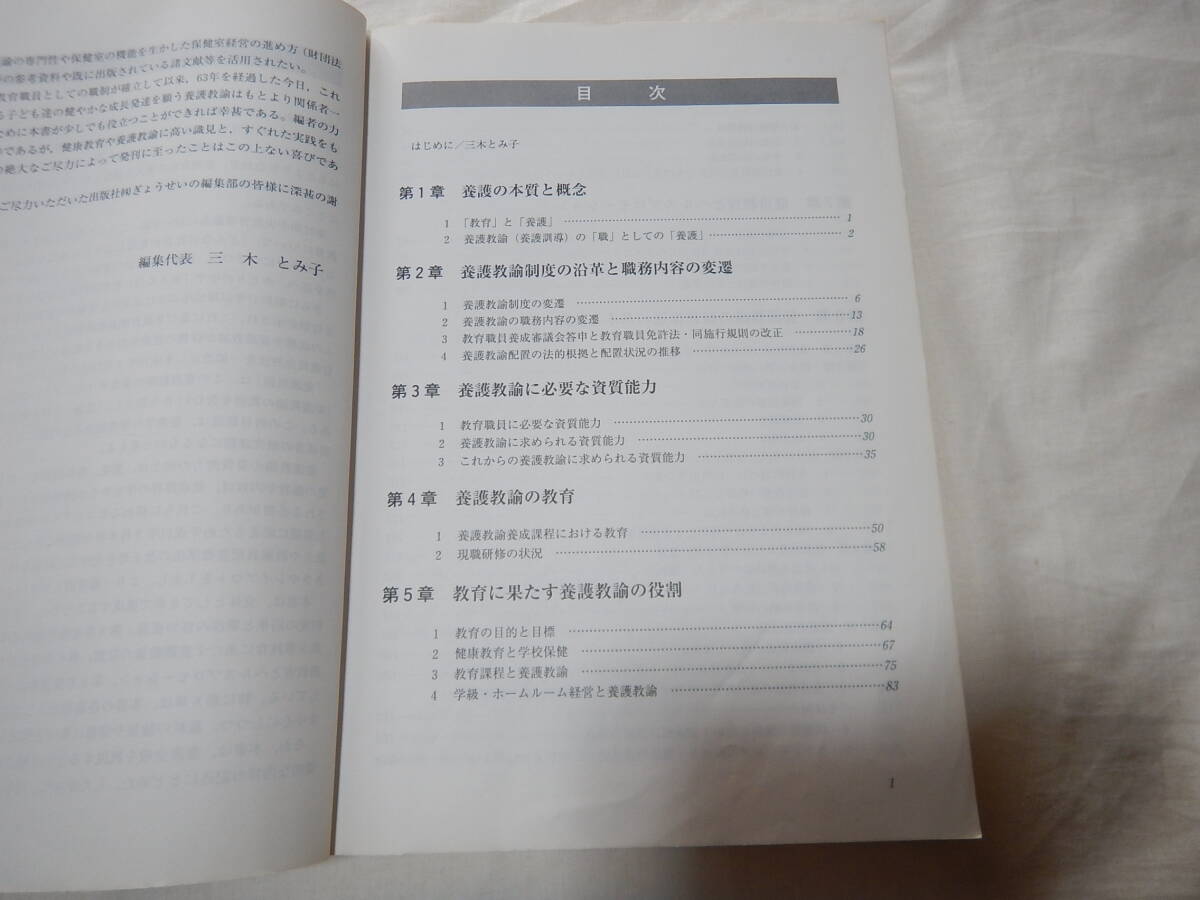 論の専門性や保健室の機能を生かした保健室経営の進め方（財団法
の参考資料や既に出版されている諸文献等を活用されたい。
教育職員としての職制が確立して以来，63年を経過した今日，これ
る子ども達の健やかな成長発達を願う養護教諭はもとより関係者一
ために本書が少しでも役立つことができれば幸甚である。編者の力
のであるが，健康教育や養護教諭に高い識見と，すぐれた実践をも
の絶大なご尽力によって発刊に至ったことはこの上ない喜びであ
ご尽力いただいた出版社㈱ぎょうせいの編集部の皆様に深甚の謝
編集代表　三　木　とみ子
目　次
はじめに／三木とみ子
第1章　養護の本質と概念
1　「教育」と「養護」 …… 1
2　養護教諭（養護訓導）の「職」としての「養護」 …… 2
第2章　養護教諭制度の沿革と職務内容の変遷
1　養護教諭制度の変遷 …… 6
2　養護教諭の職務内容の変遷 …… 13
3　教育職員養成審議会答申と教育職員免許法・同施行規則の改正 …… 18
4　養護教諭配置の法的根拠と配置状況の推移 …… 26
第3章　養護教諭に必要な資質能力
1　教育職員に必要な資質能力 …… 30
2　養護教諭に求められる資質能力 …… 30
3　これからの養護教諭に求められる資質能力 …… 35
第4章　養護教諭の教育
1　養護教諭養成課程における教育 …… 50
2　現職研修の状況 …… 58
第5章　教育に果たす養護教諭の役割
1　教育の目的と目標 …… 64
2　健康教育と学校保健 …… 67
3　教育課程と養護教諭 …… 75
4　学級・ホームルーム経営と養護教諭 …… 83
1